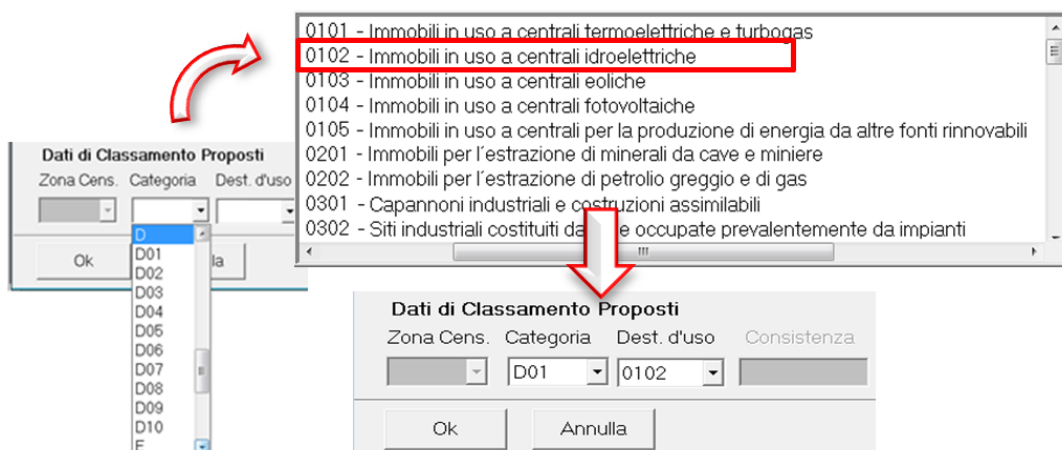 0101 - Immobili in uso a centrali termoelettriche e turbogas
0102 - Immobili in uso a centrali idroelettriche
0103 - Immobili in uso a centrali eoliche
0104 - Immobili in uso a centrali fotovoltaiche
0105 - Immobili in uso a centrali per la produzione di energia da altre fonti rinnovabili
0201 - Immobili per l´estrazione di minerali da cave e miniere
0202 - Immobili per l´estrazione di petrolio greggio e di gas
0301 - Capannoni industriali e costruzioni assimilabili
0302 - Siti industriali costituiti da e occupate prevalentemente da impianti
Dati di Classamento Proposti
Zona Cens. Categoria Dest. d'uso
Ok la
D
D01
D02
D03
D04
D05
D06
D07
D08
D09
D10
E
Dati di Classamento Proposti
Zona Cens. Categoria Dest. d'uso Consistenza
D01 0102
Ok Annulla